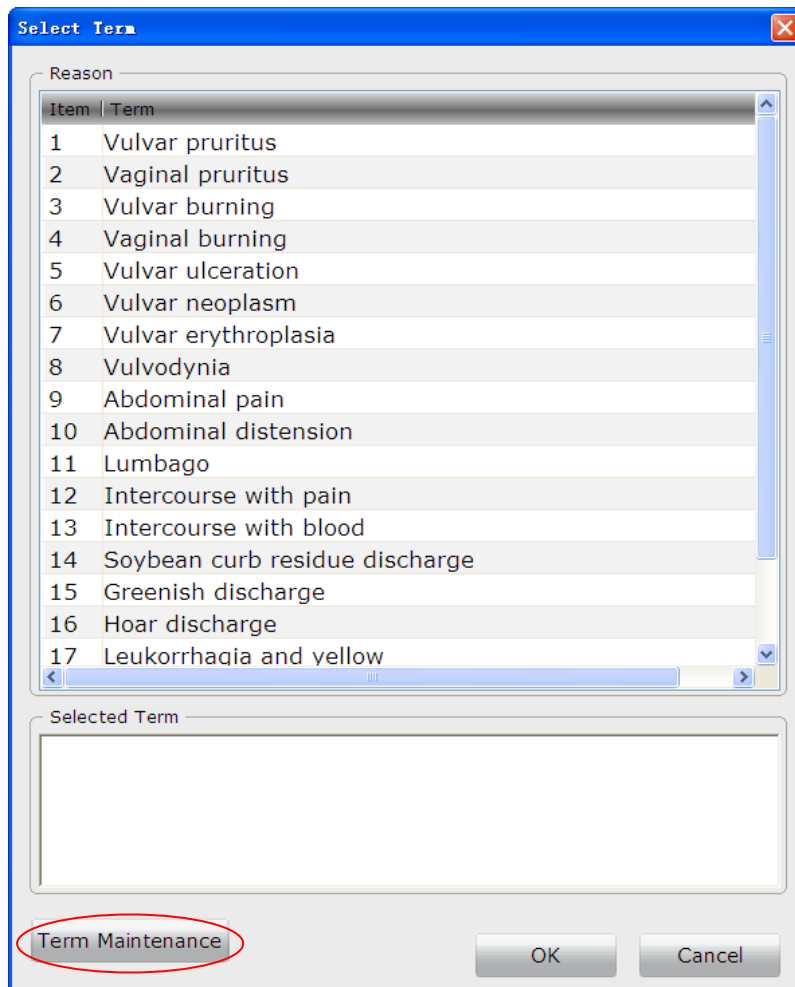 Select Term
Reason
Item Term
1 Vulvar pruritus
2 Vaginal pruritus
3 Vulvar burning
4 Vaginal burning
5 Vulvar ulceration
6 Vulvar neoplasm
7 Vulvar erythroplasia
8 Vulvodynia
9 Abdominal pain
10 Abdominal distension
11 Lumbago
12 Intercourse with pain
13 Intercourse with blood
14 Soybean curb residue discharge
15 Greenish discharge
16 Hoar discharge
17 Leukorrhagia and yellow
Selected Term
Term Maintenance
OK Cancel